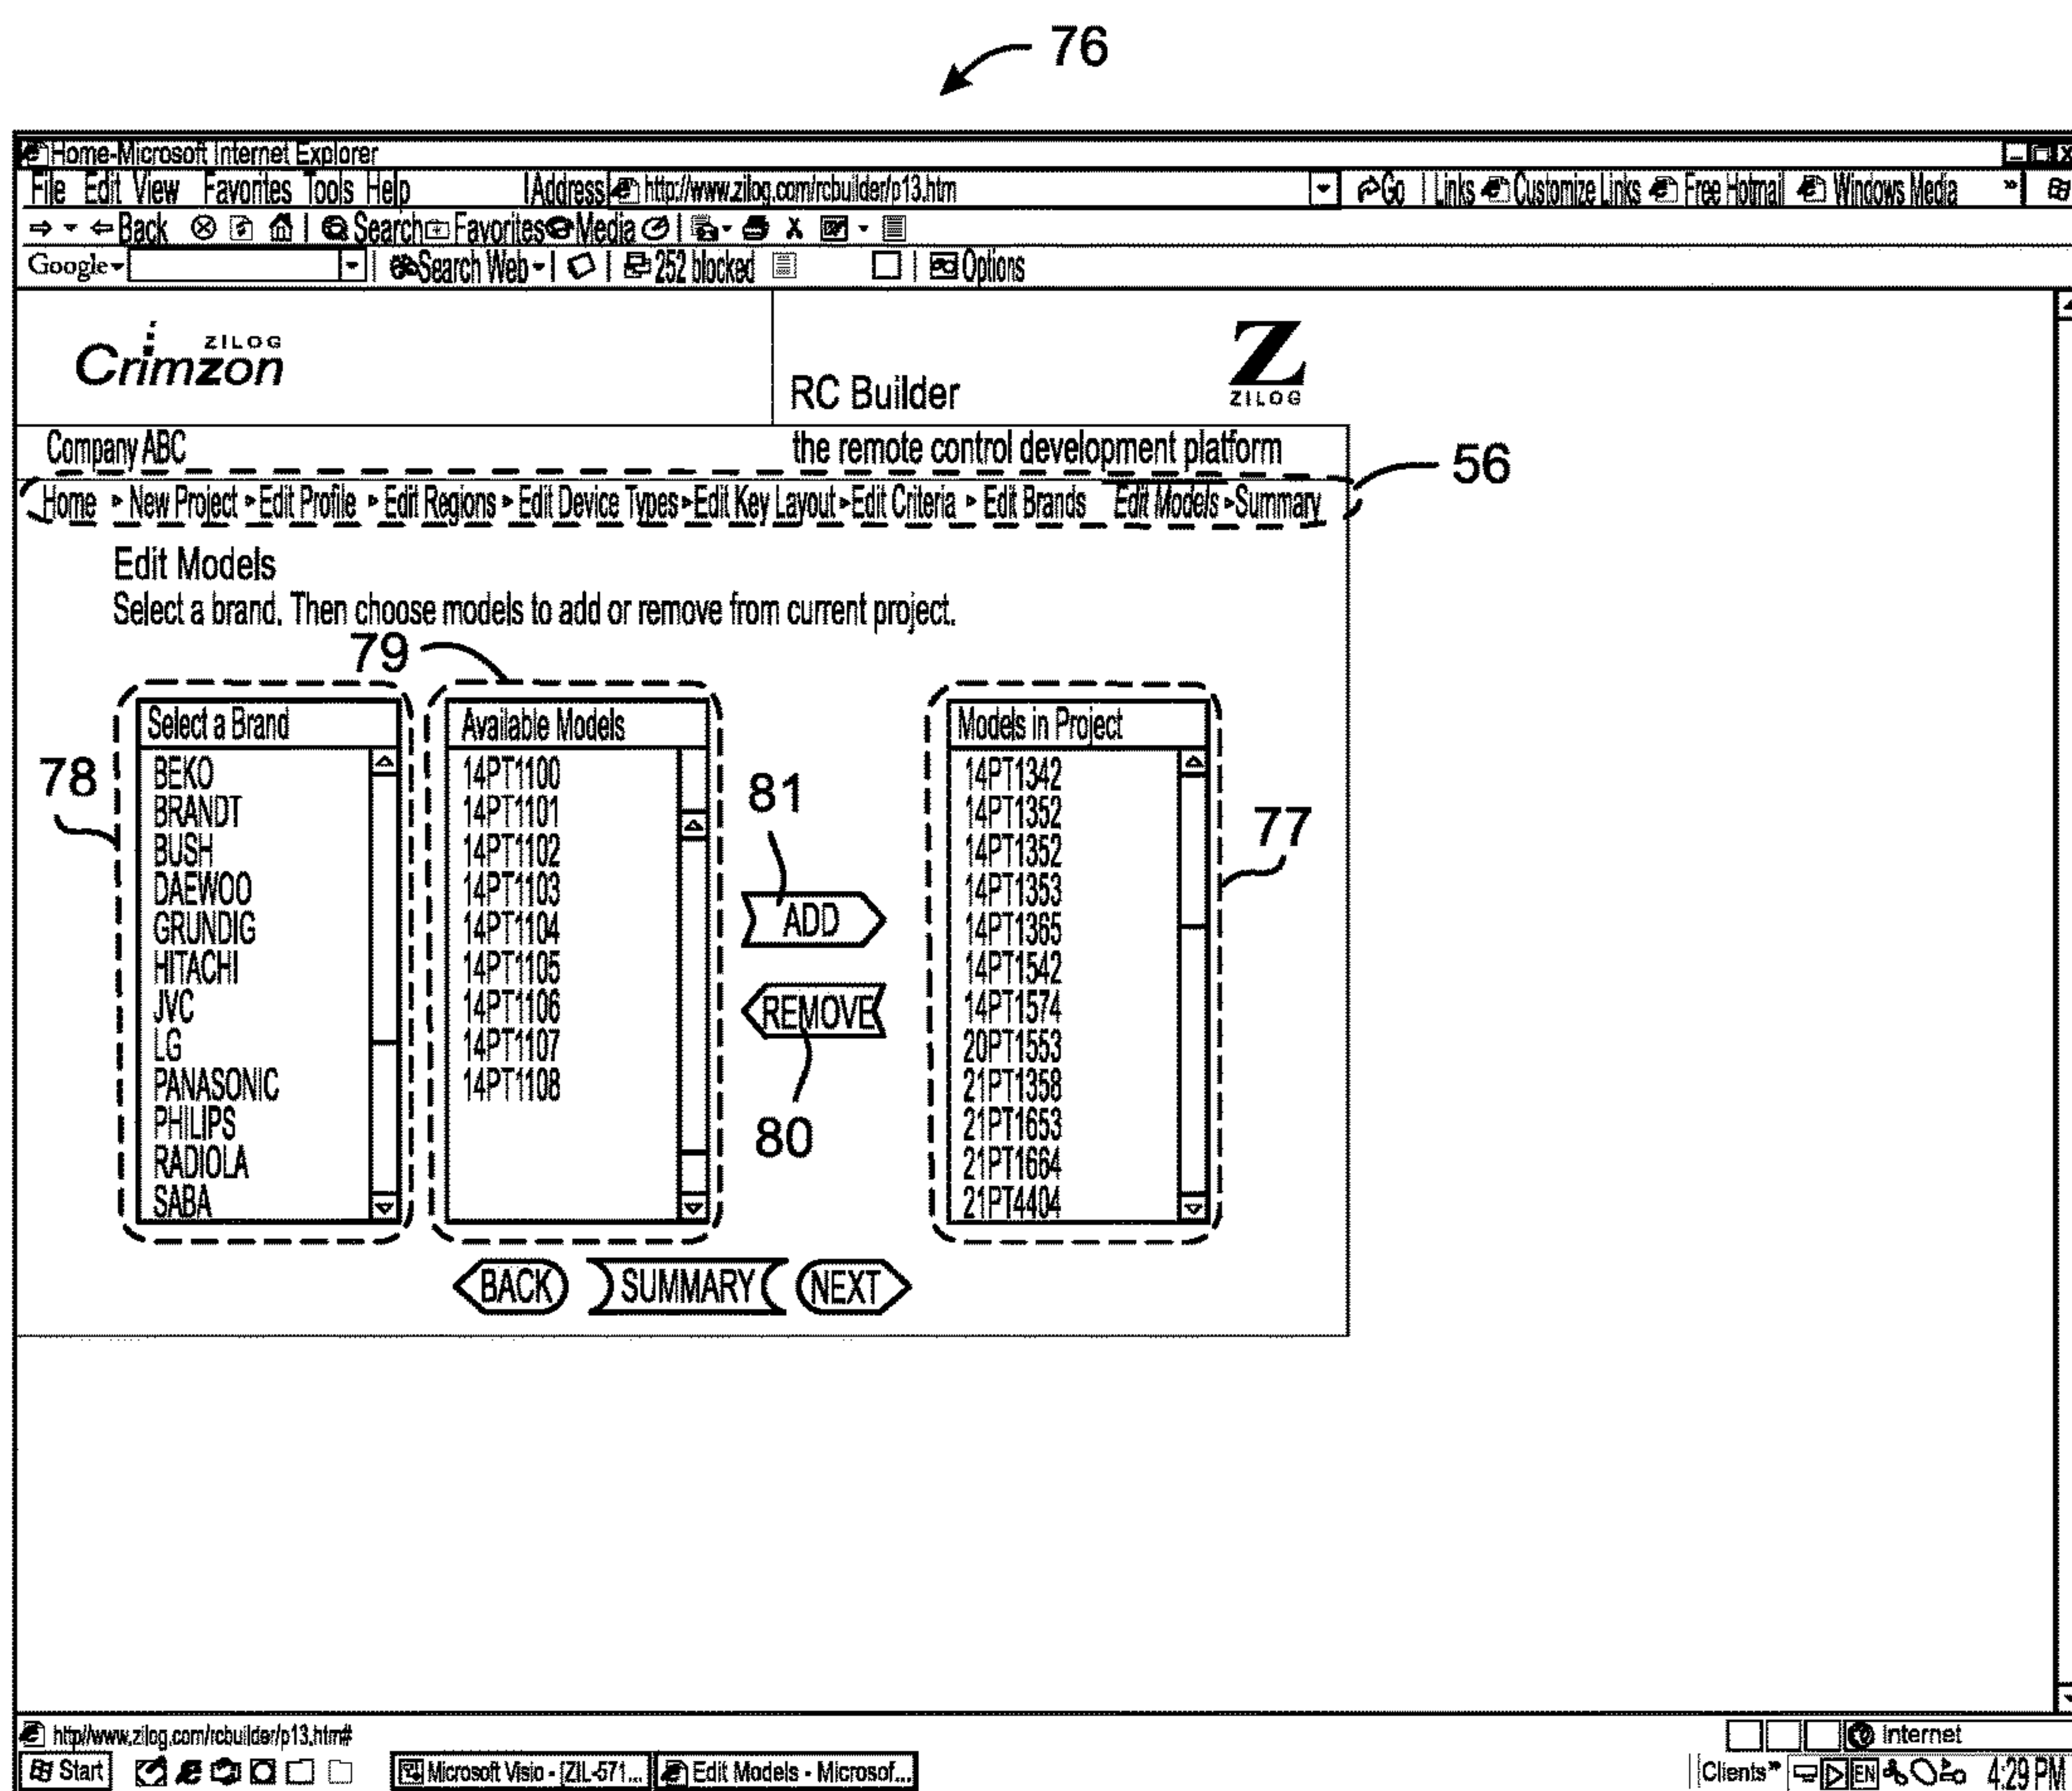 76
Home-Microsoft Internet Explorer
File Edit View Favorites Tools Help Address http://www.zilog.com/rcbuilder/p13.htm Go Links Customize Links Free Hotmail Windows Media »
Back Search Favorites Media
Google Search Web 252 blocked Options
ZILOG
Crimzon
RC Builder
Z
ZILOG
Company ABC the remote control development platform
56
Home ▸ New Project ▸ Edit Profile ▸ Edit Regions ▸ Edit Device Types ▸ Edit Key Layout ▸ Edit Criteria ▸ Edit Brands Edit Models ▸ Summary
Edit Models
Select a brand. Then choose models to add or remove from current project.
79
78
Select a Brand
BEKO
BRANDT
BUSH
DAEWOO
GRUNDIG
HITACHI
JVC
LG
PANASONIC
PHILIPS
RADIOLA
SABA
Available Models
14PT1100
14PT1101
14PT1102
14PT1103
14PT1104
14PT1105
14PT1106
14PT1107
14PT1108
81
ADD
REMOVE
80
Models in Project
14PT1342
14PT1352
14PT1352
14PT1353
14PT1365
14PT1542
14PT1574
20PT1553
21PT1358
21PT1653
21PT1664
21PT4404
77
BACK SUMMARY NEXT
http//www.zilog.com/rcbuilder/p13.htm# Internet
Start Microsoft Visio - [ZIL-571... Edit Models - Microsof... Clients » EN 4:29 PM